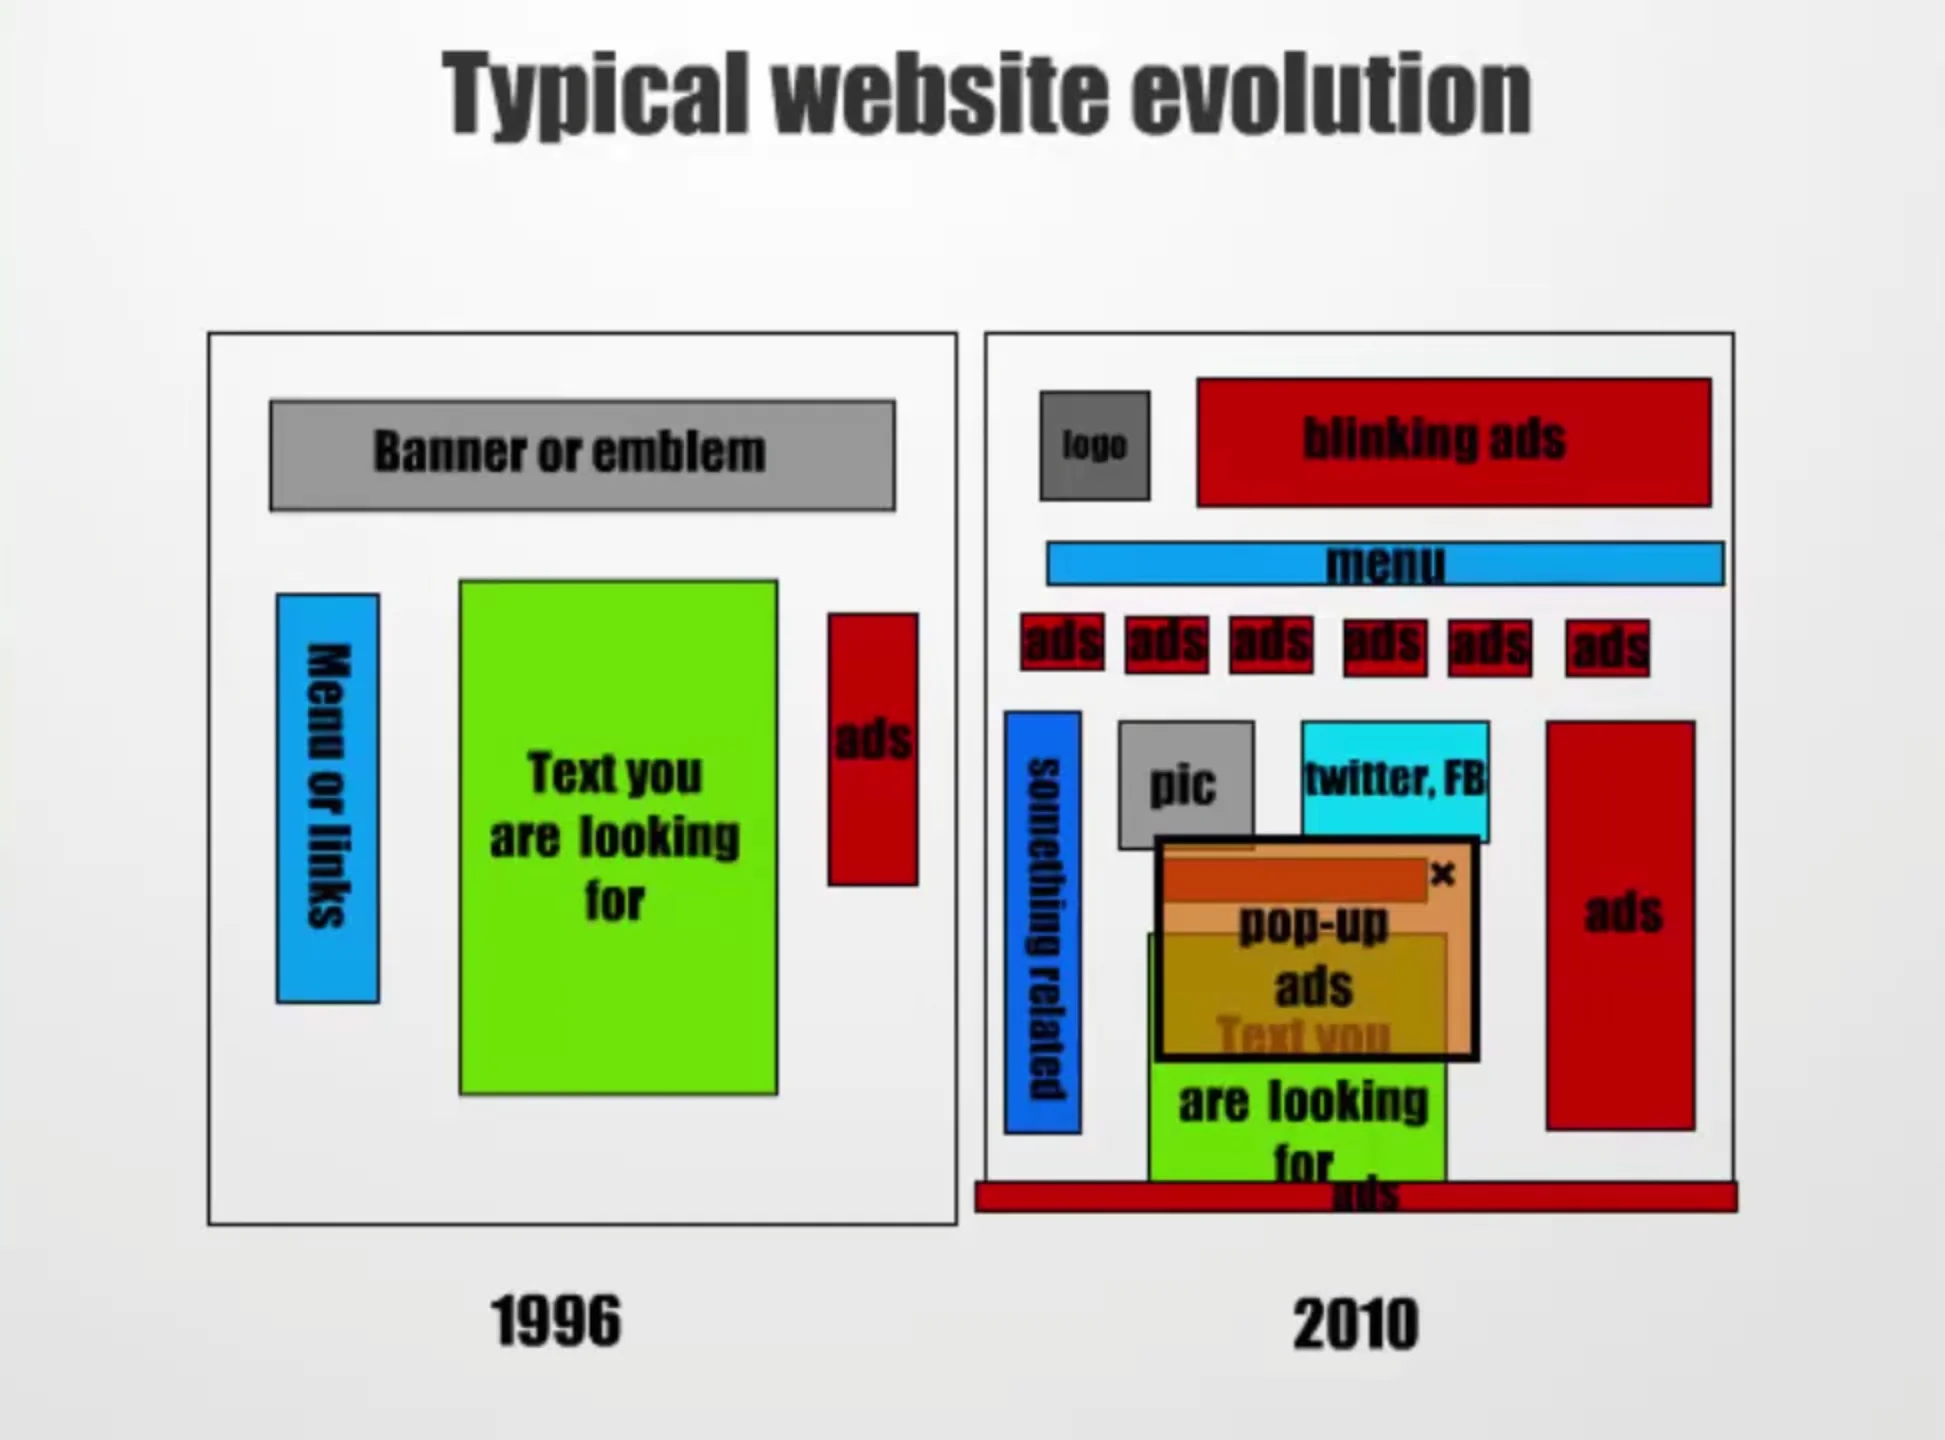 Typical website evolution
Banner or emblem
Menu or links
Text you
are looking
for
ads
logo
blinking ads
menu
ads ads ads ads ads ads
something related
pic
twitter, FB
×
pop-up
ads
Text you
are looking
for
ads
ads
1996
2010